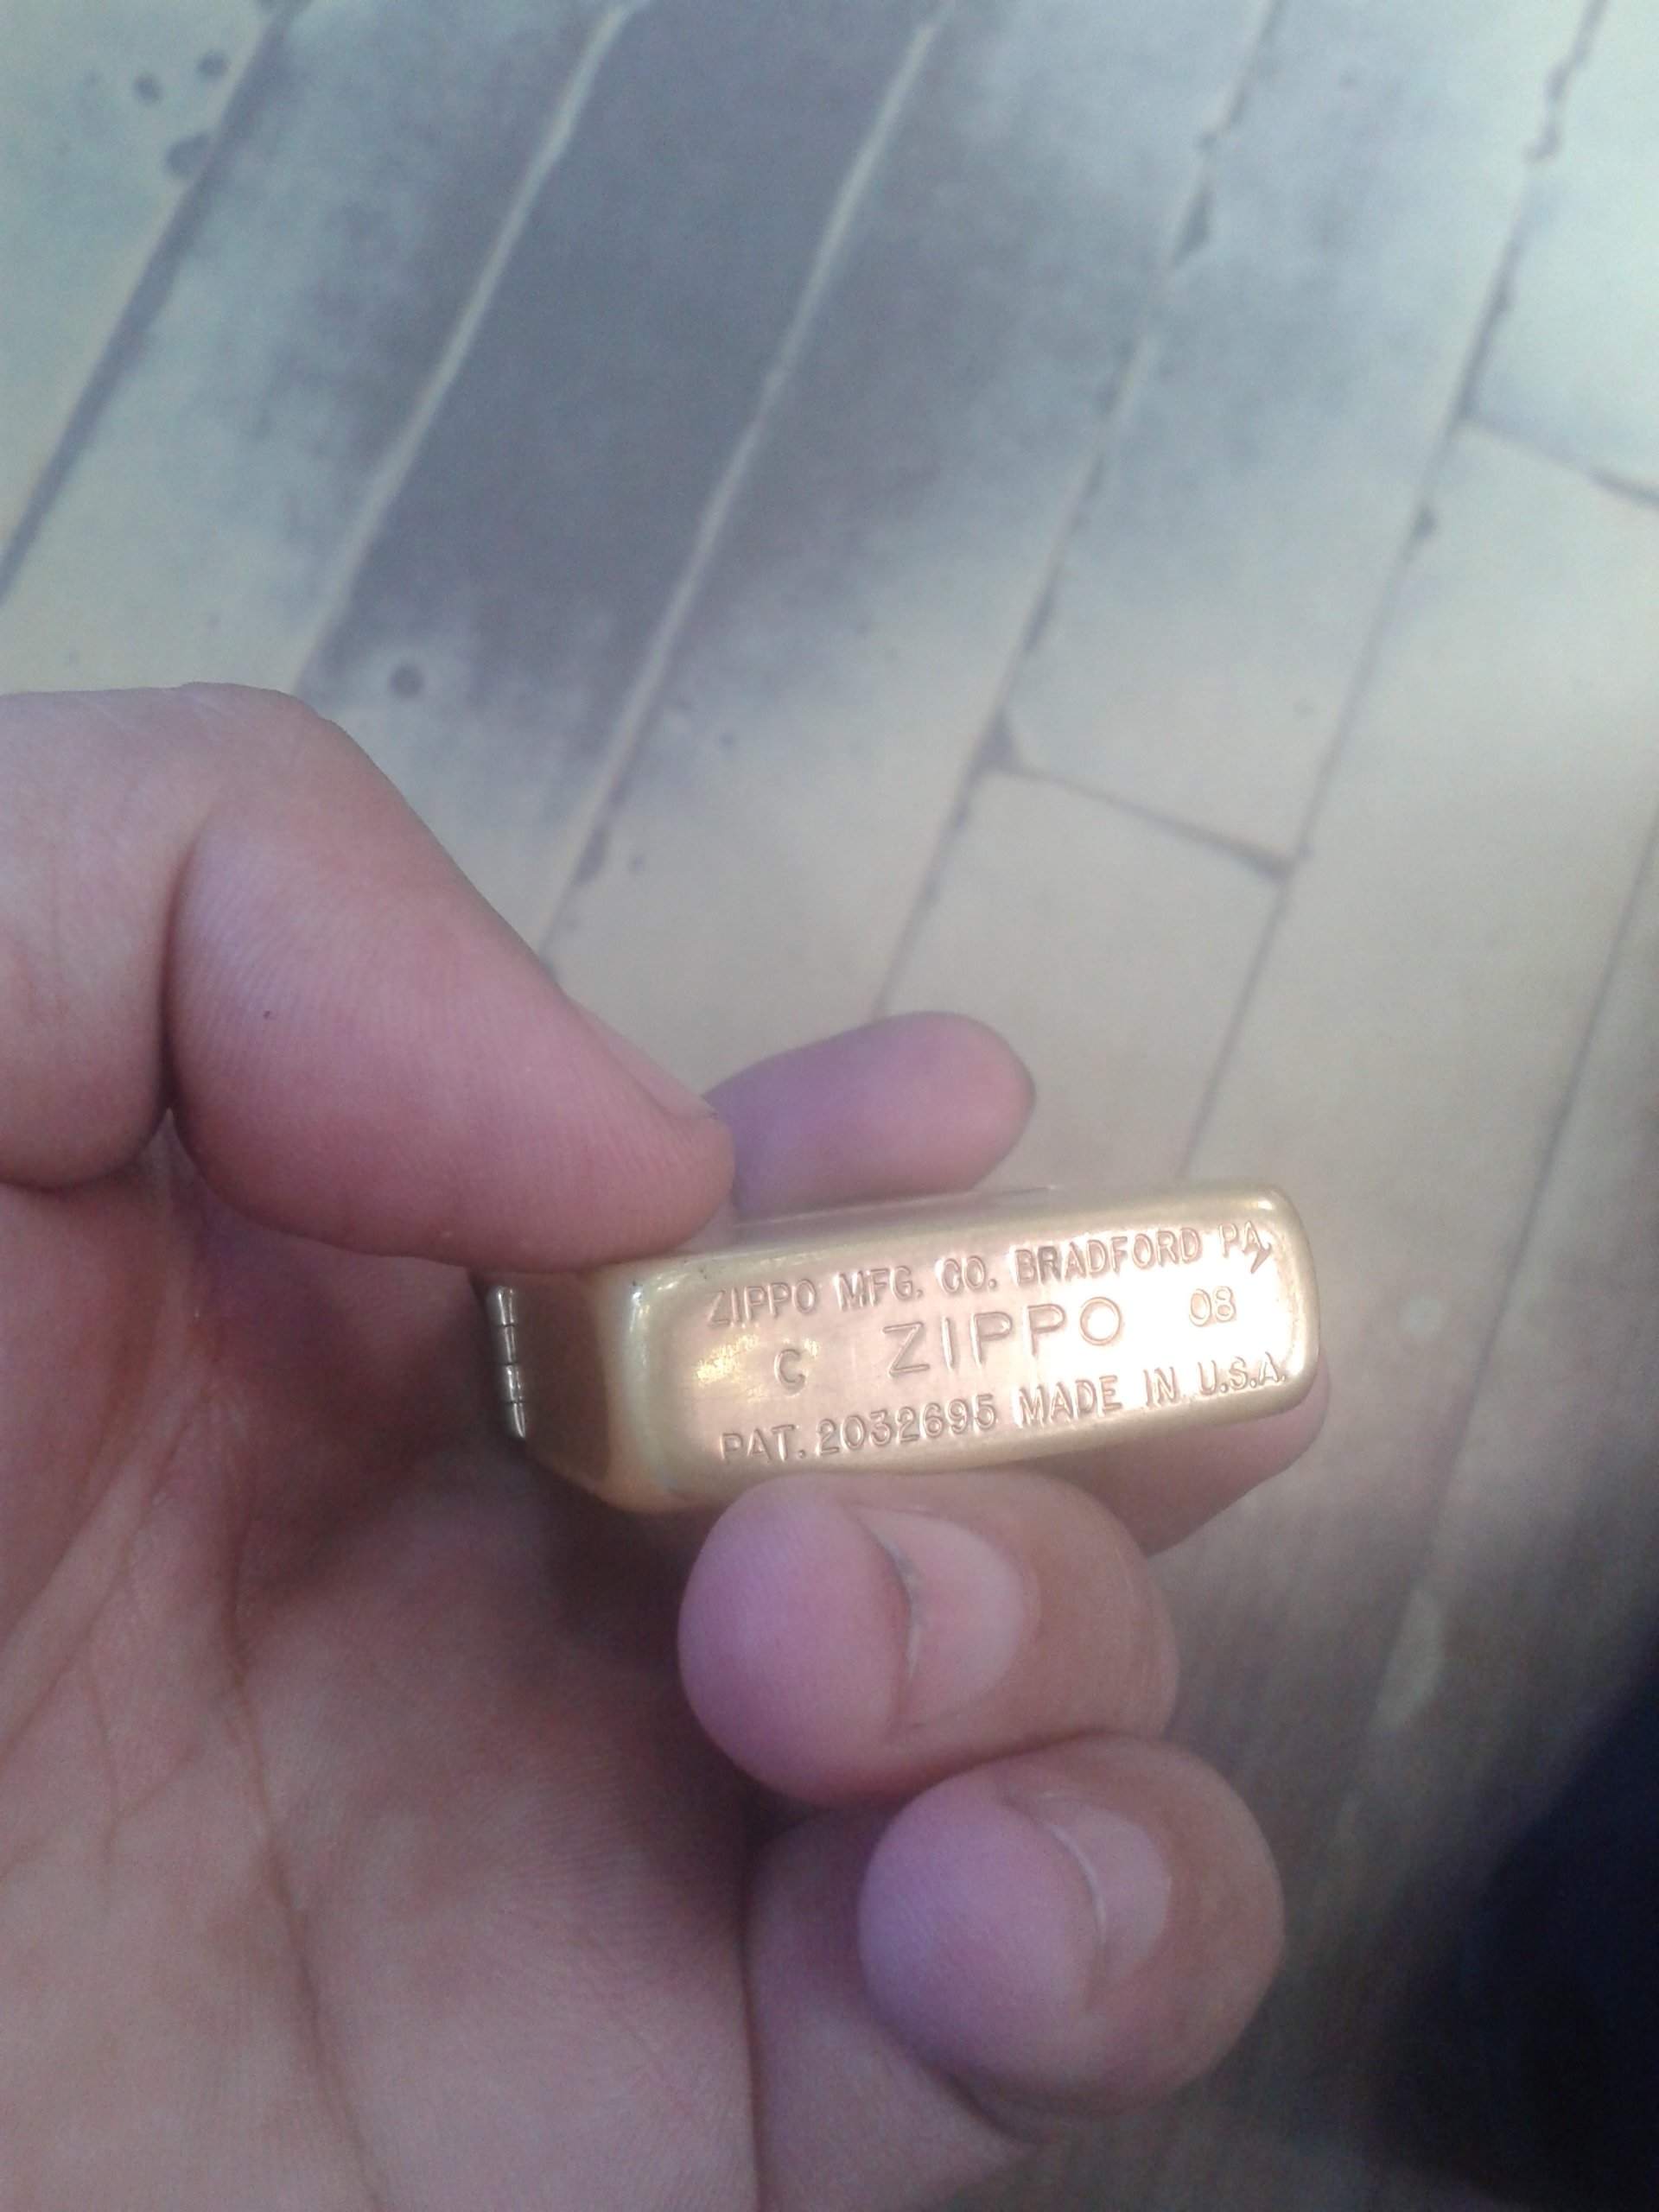 ZIPPO MFG. CO. BRADFORD PA.
C ZIPPO 08
PAT. 2032695 MADE IN U.S.A.